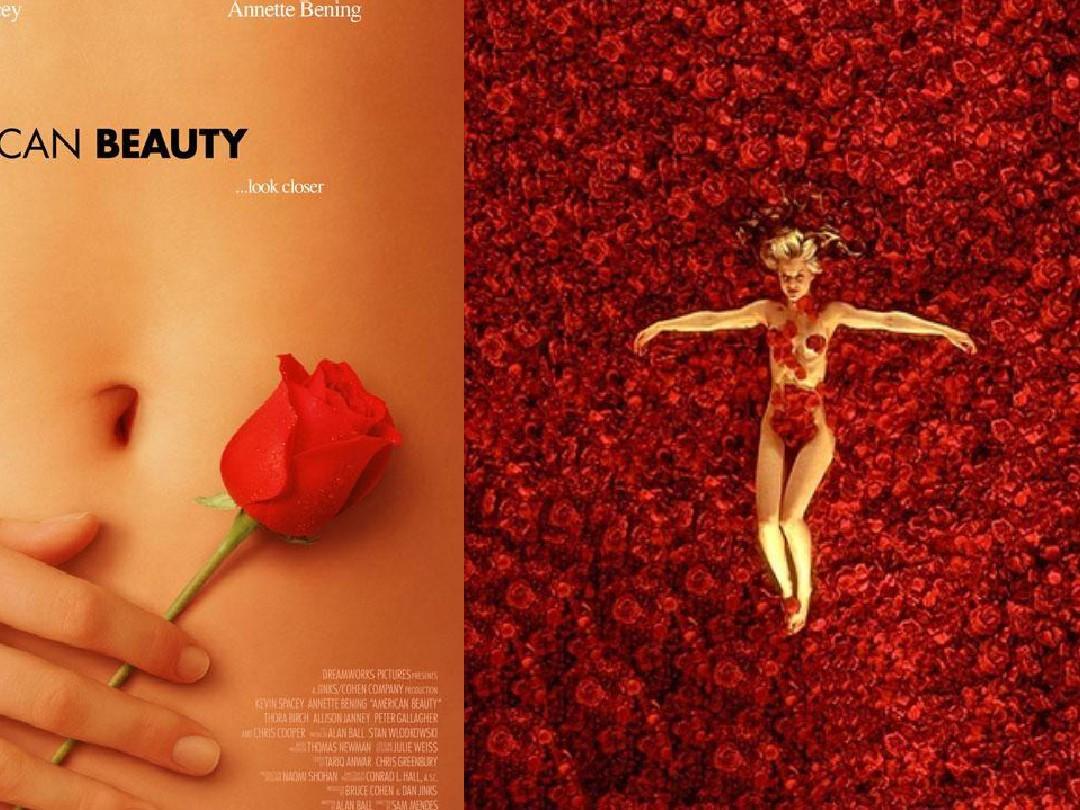 cey
Annette Bening
CAN BEAUTY
...look closer
DREAMWORKS PICTURES PRESENTS
A JINKS/COHEN COMPANY PRODUCTION
KEVIN SPACEY ANNETTE BENING "AMERICAN BEAUTY"
THORA BIRCH ALLISON JANNEY PETER GALLAGHER
AND CHRIS COOPER ALAN BALL STAN WLODKOWSKI
THOMAS NEWMAN JULIE WEISS
TARIQ ANWAR CHRIS GREENBURY
NAOMI SHOHAN CONRAD L. HALL, A.S.C.
BRUCE COHEN & DAN JINKS
ALAN BALL SAM MENDES